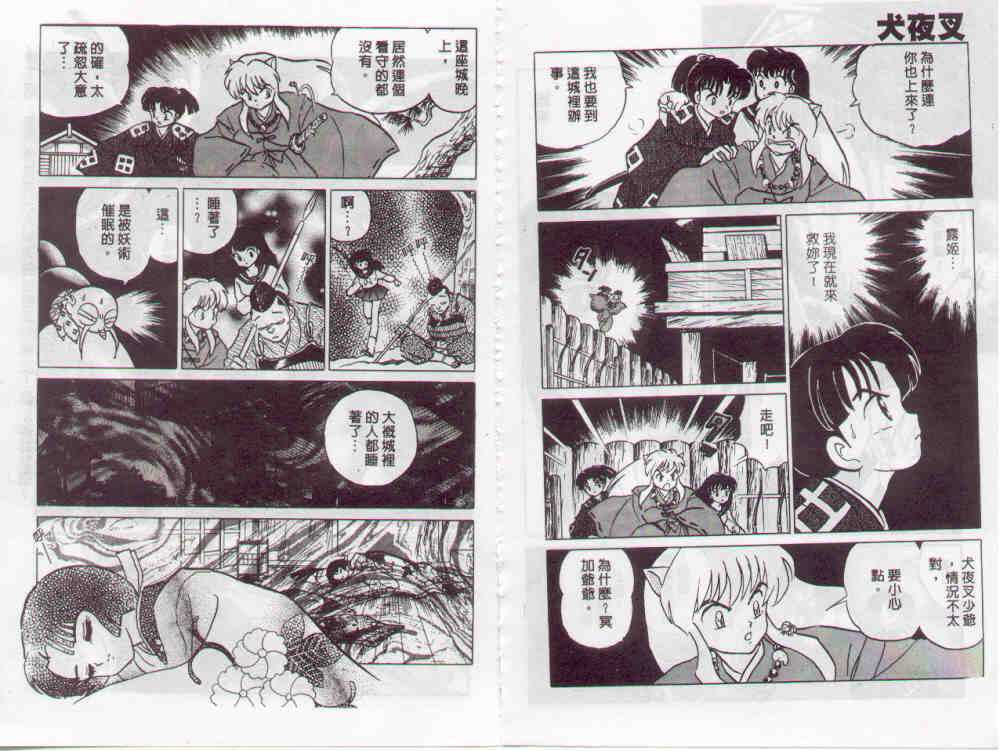 犬夜叉
為什麼連
你也上來了？
我也要到
這城裡辦
事。
霞姬…
我現在就來
救妳了！
走吧！
犬夜叉少爺
，情況不太
對，
要小心
點。
為什麼？冥
加爺爺。
這座城晚
上，
居然連個
看守的都
沒有。
的確，太
疏忽大意
了…
啊…？
呼
睡著了
…？
呼
這…
是被妖術
催眠的。
大概城裡
的人都睡
著了…